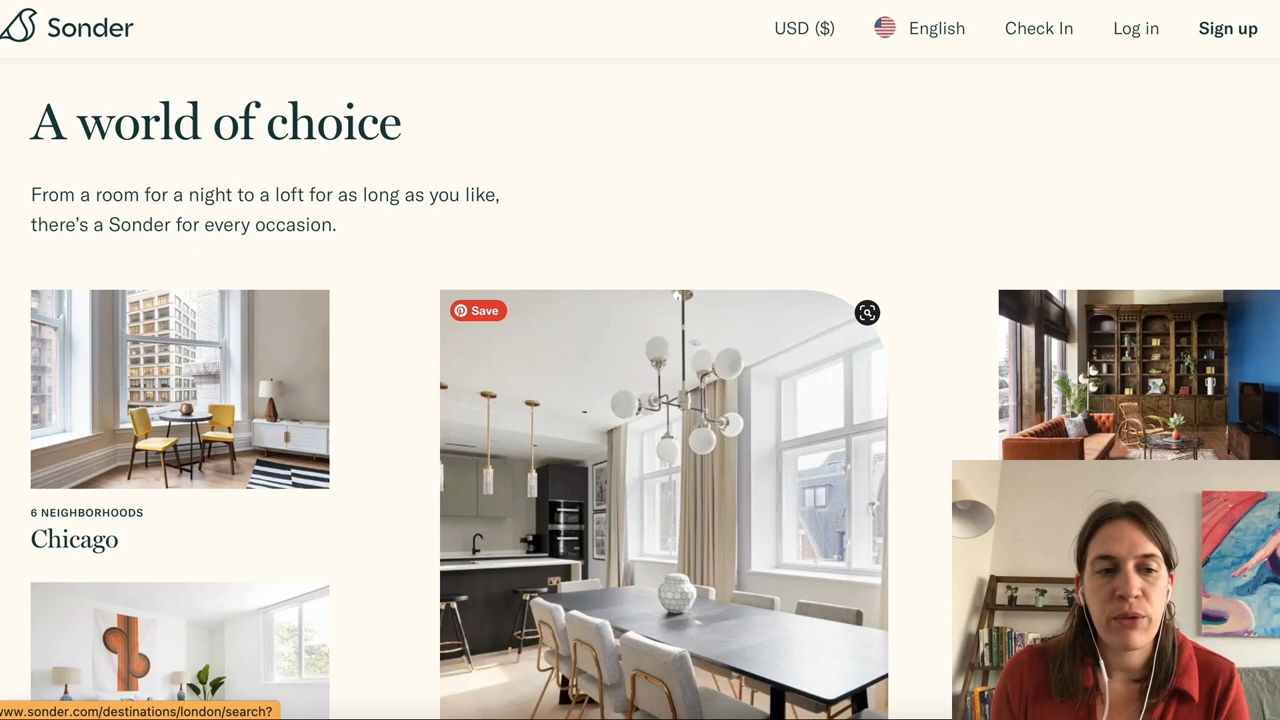 Sonder
USD ($)
English
Check In
Log in
Sign up
A world of choice
From a room for a night to a loft for as long as you like,
there's a Sonder for every occasion.
Save
6 NEIGHBORHOODS
Chicago
www.sonder.com/destinations/london/search?